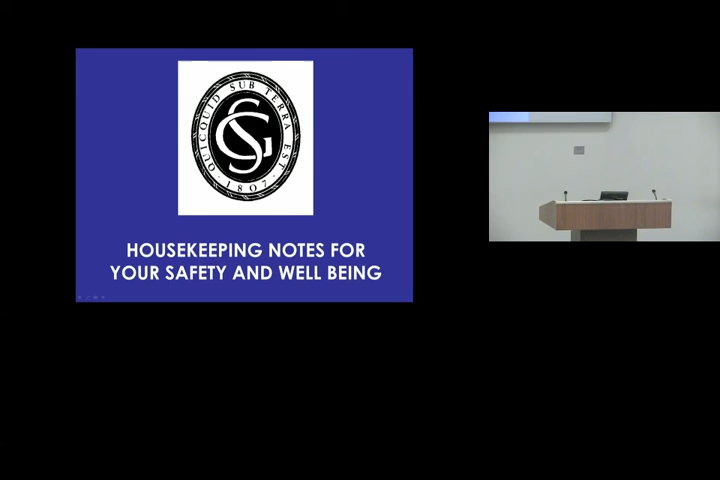 QUICQUID SUB TERRA EST
· 1807 ·
GS
HOUSEKEEPING NOTES FOR
YOUR SAFETY AND WELL BEING